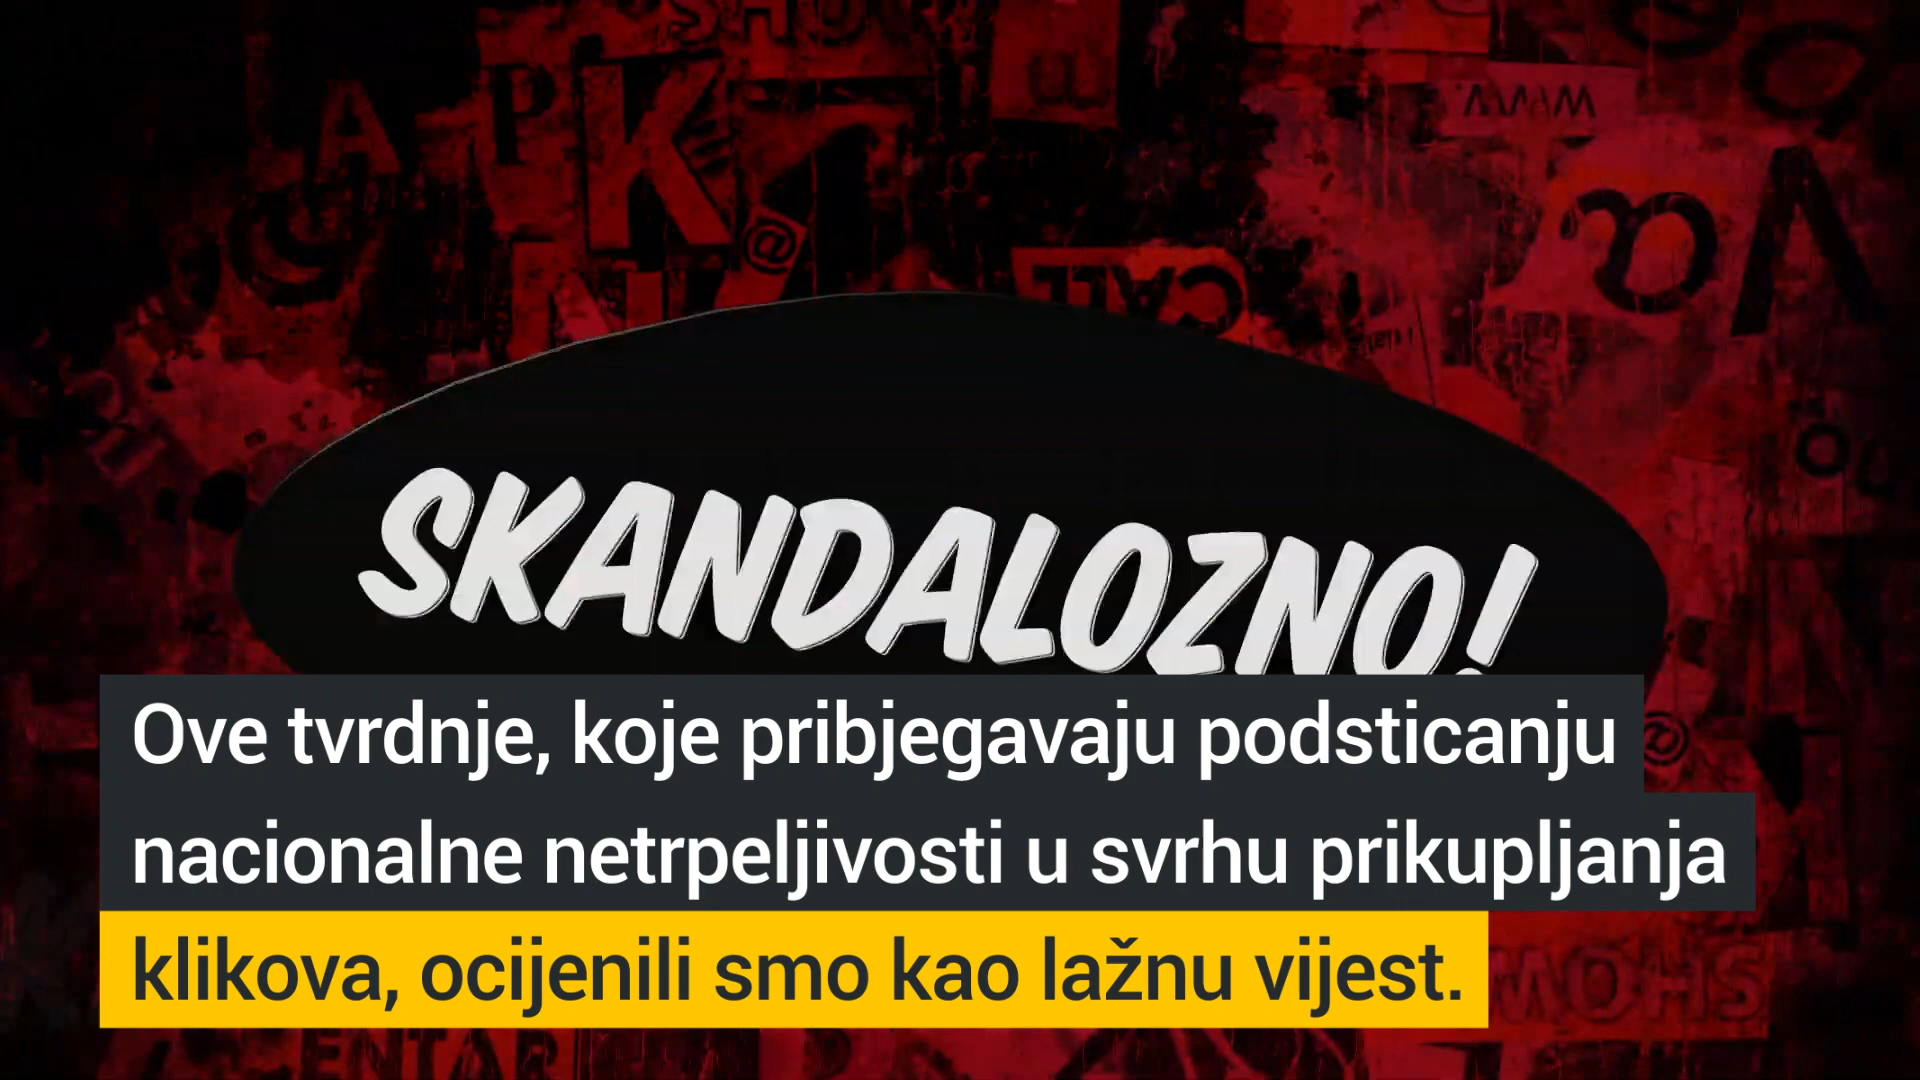 SKANDALOZNO!
Ove tvrdnje, koje pribjegavaju podsticanju
nacionalne netrpeljivosti u svrhu prikupljanja
klikova, ocijenili smo kao lažnu vijest.